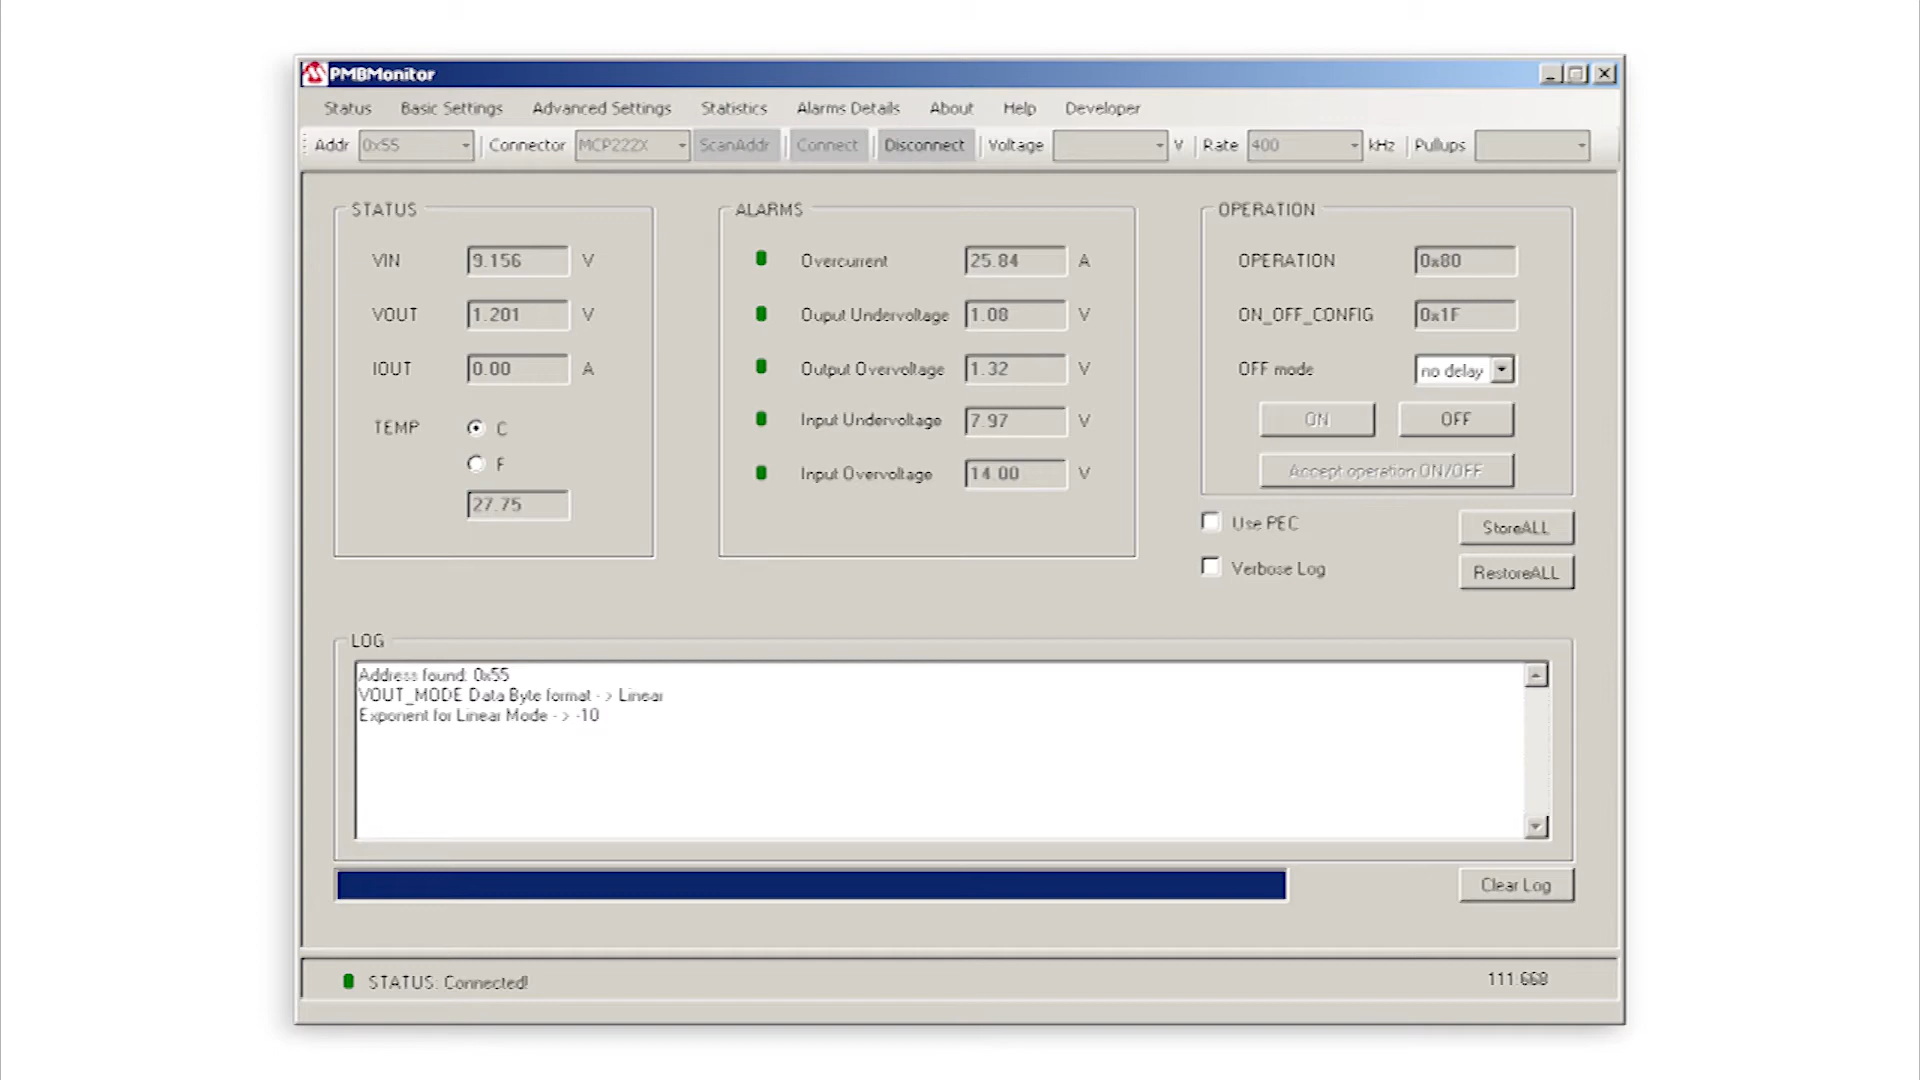 PMBMonitor
Status Basic Settings Advanced Settings Statistics Alarms Details About Help Developer
Addr 0x55 Connector MCP222X ScanAddr Connect Disconnect Voltage V Rate 400 kHz Pullups
STATUS
VIN 9.156 V
VOUT 1.201 V
IOUT 0.00 A
TEMP C
F
27.75
ALARMS
Overcurrent 25.84 A
Ouput Undervoltage 1.08 V
Output Overvoltage 1.32 V
Input Undervoltage 7.97 V
Input Overvoltage 14.00 V
OPERATION
OPERATION 0x80
ON_OFF_CONFIG 0x1F
OFF mode no delay
ON OFF
Accept operation ON/OFF
Use PEC StoreALL
Verbose Log RestoreALL
LOG
Address found: 0x55
VOUT_MODE Data Byte format -> Linear
Exponent for Linear Mode -> -10
Clear Log
STATUS: Connected! 111.668